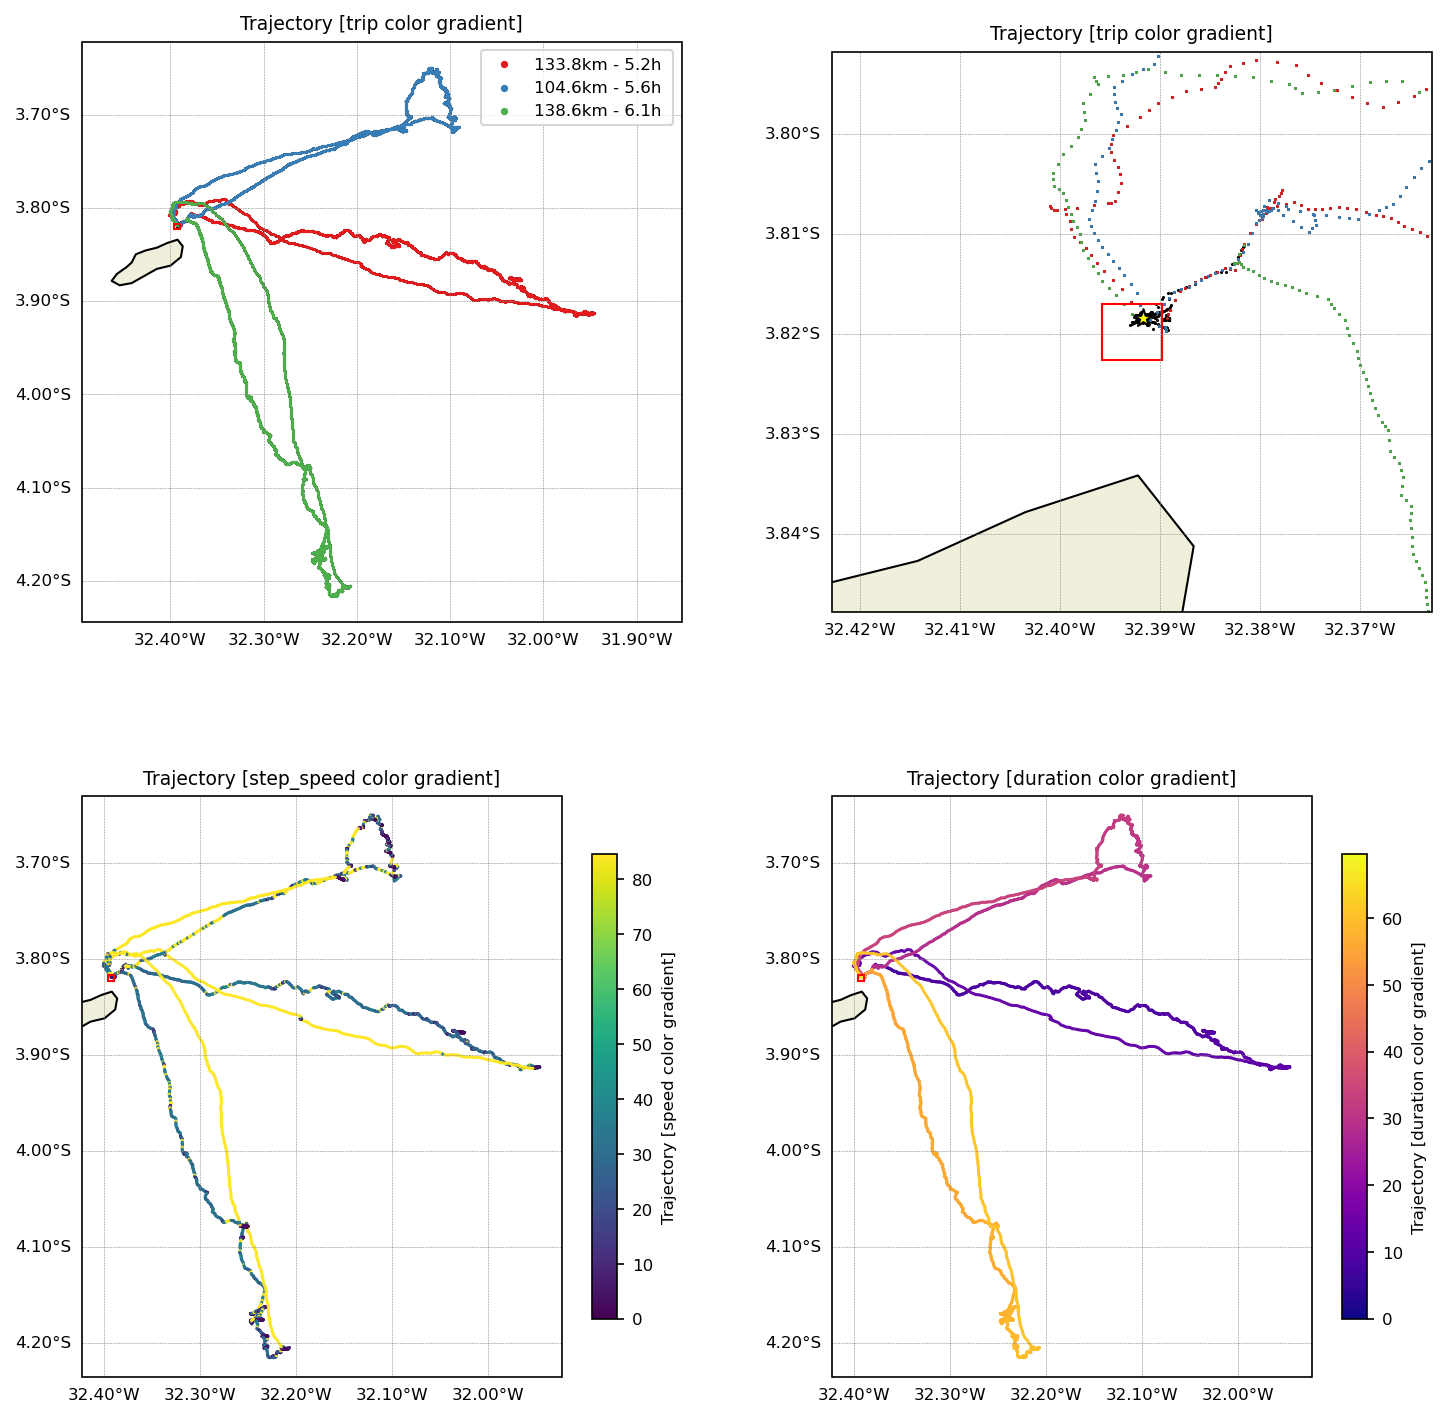 Trajectory [trip color gradient]
133.8km - 5.2h
104.6km - 5.6h
138.6km - 6.1h
3.70°S
3.80°S
3.90°S
4.00°S
4.10°S
4.20°S
32.40°W 32.30°W 32.20°W 32.10°W 32.00°W 31.90°W
Trajectory [trip color gradient]
3.80°S
3.81°S
3.82°S
3.83°S
3.84°S
32.42°W 32.41°W 32.40°W 32.39°W 32.38°W 32.37°W
Trajectory [step_speed color gradient]
3.70°S
3.80°S
3.90°S
4.00°S
4.10°S
4.20°S
32.40°W 32.30°W 32.20°W 32.10°W 32.00°W
80
70
60
50
40
30
20
10
0
Trajectory [speed color gradient]
Trajectory [duration color gradient]
3.70°S
3.80°S
3.90°S
4.00°S
4.10°S
4.20°S
32.40°W 32.30°W 32.20°W 32.10°W 32.00°W
60
50
40
30
20
10
0
Trajectory [duration color gradient]